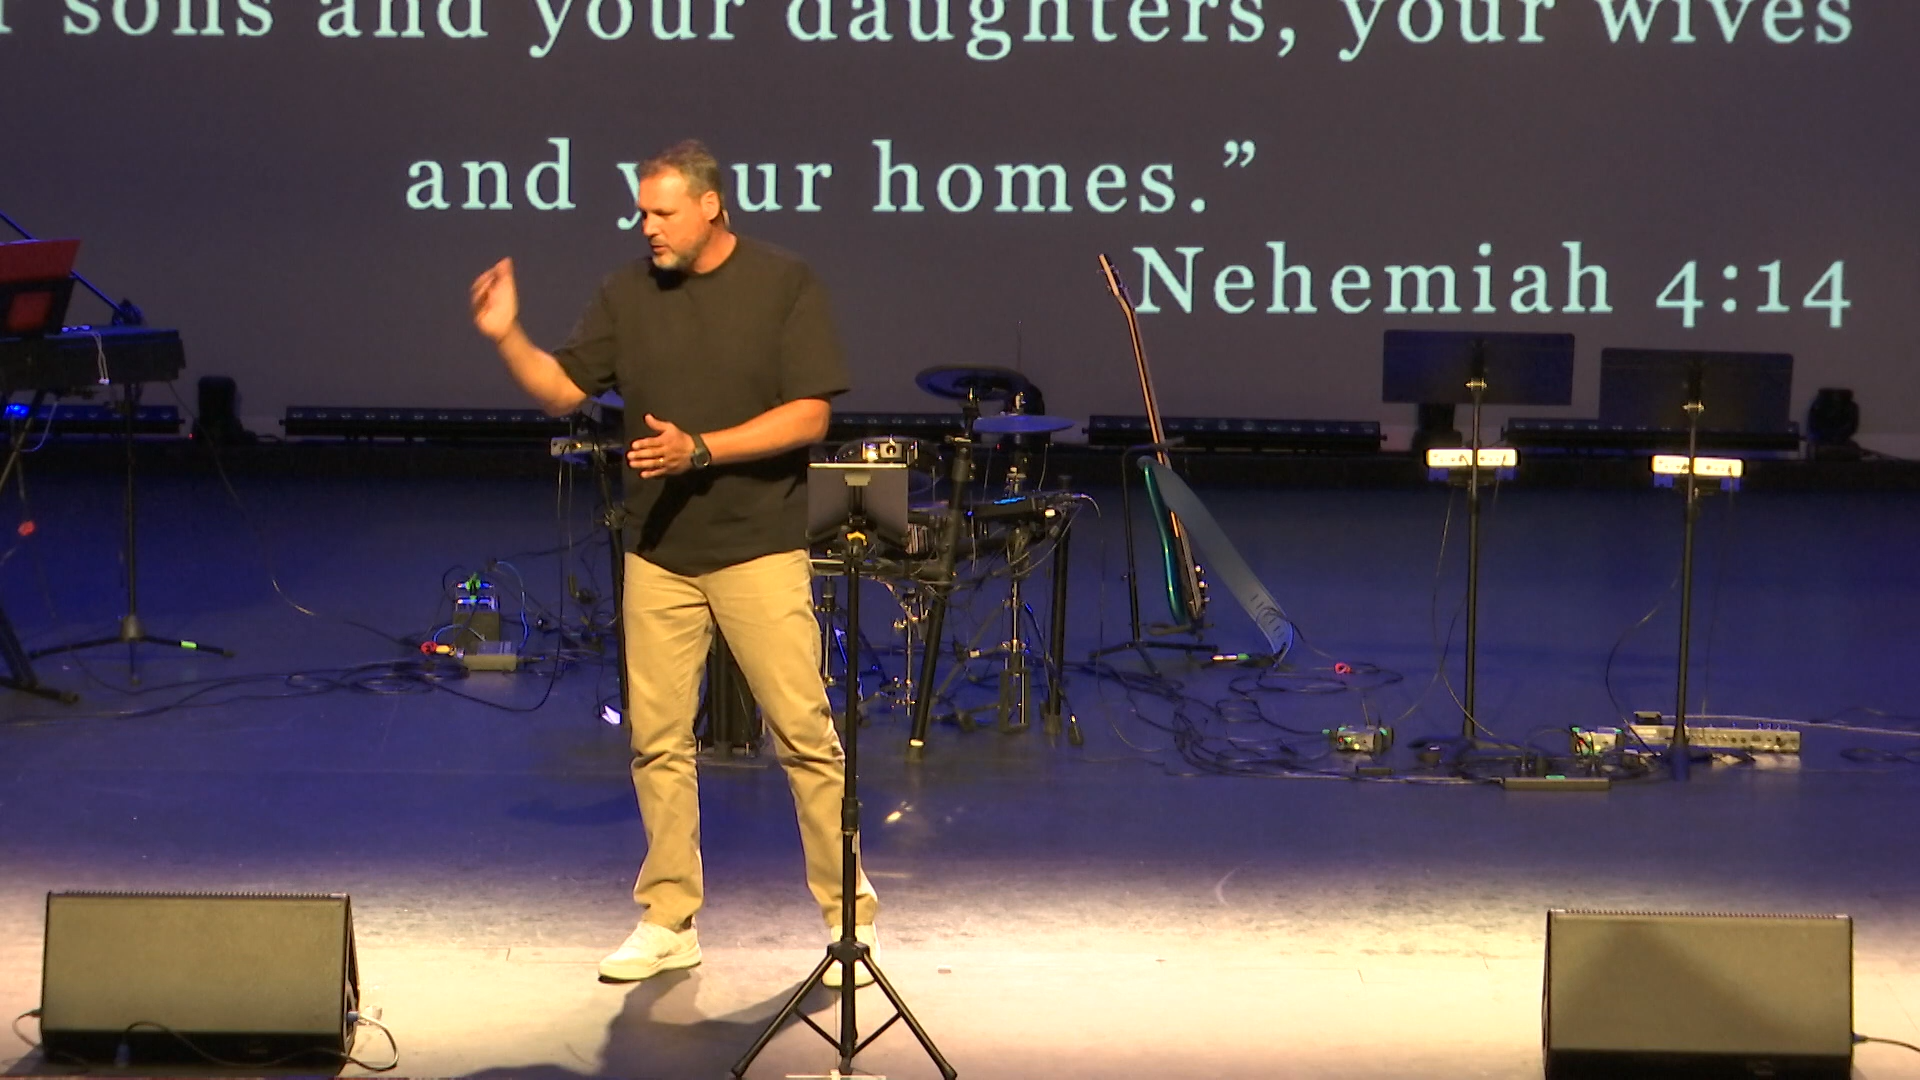 sons and your daughters, your wives
and your homes.”
Nehemiah 4:14